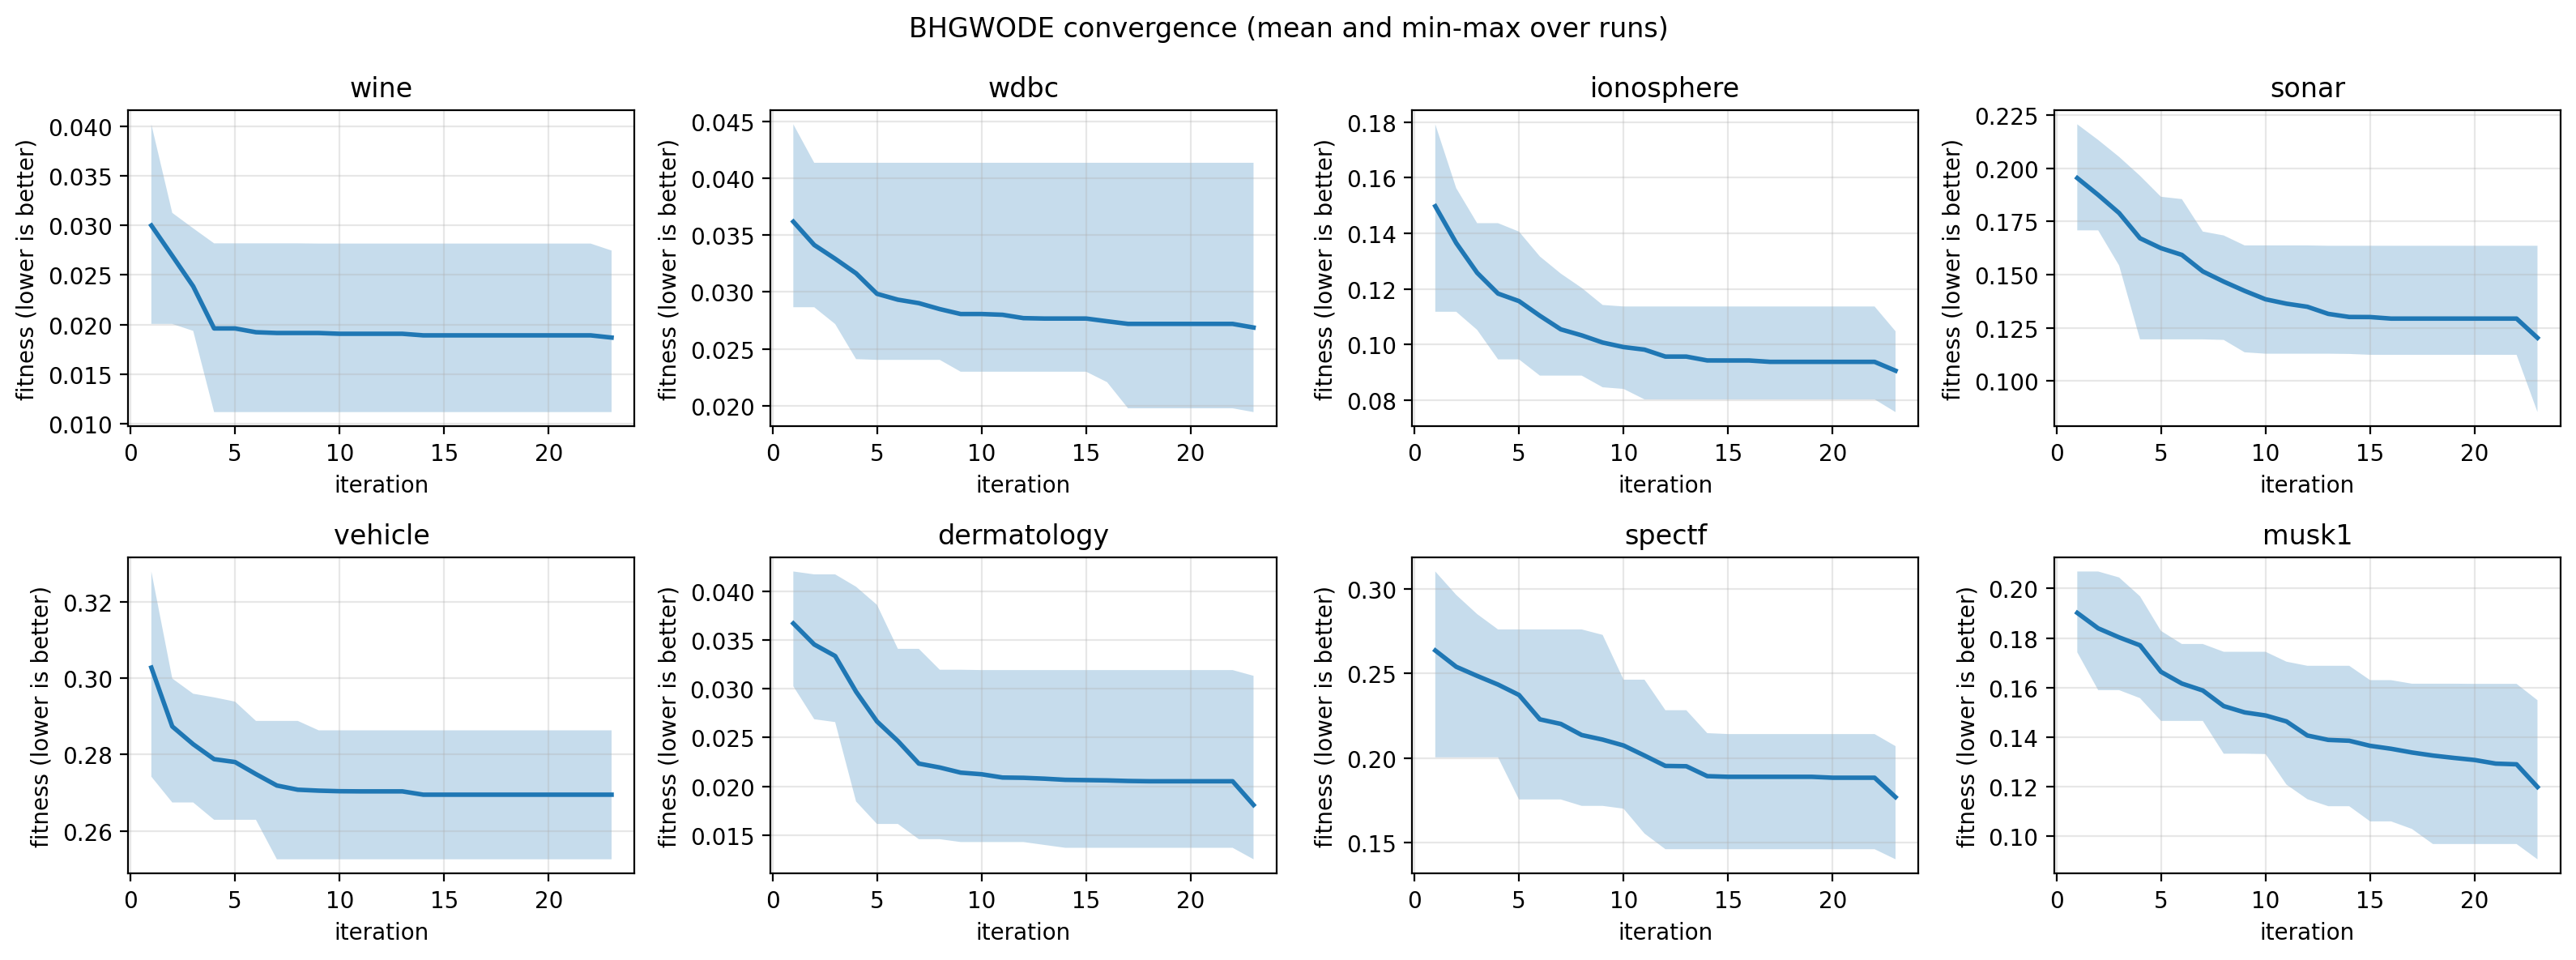 BHGWODE convergence (mean and min-max over runs)
wine
fitness (lower is better)
0.040
0.035
0.030
0.025
0.020
0.015
0.010
0 5 10 15 20
iteration
wdbc
fitness (lower is better)
0.045
0.040
0.035
0.030
0.025
0.020
0 5 10 15 20
iteration
ionosphere
fitness (lower is better)
0.18
0.16
0.14
0.12
0.10
0.08
0 5 10 15 20
iteration
sonar
fitness (lower is better)
0.225
0.200
0.175
0.150
0.125
0.100
0 5 10 15 20
iteration
vehicle
fitness (lower is better)
0.32
0.30
0.28
0.26
0 5 10 15 20
iteration
dermatology
fitness (lower is better)
0.040
0.035
0.030
0.025
0.020
0.015
0 5 10 15 20
iteration
spectf
fitness (lower is better)
0.30
0.25
0.20
0.15
0 5 10 15 20
iteration
musk1
fitness (lower is better)
0.20
0.18
0.16
0.14
0.12
0.10
0 5 10 15 20
iteration